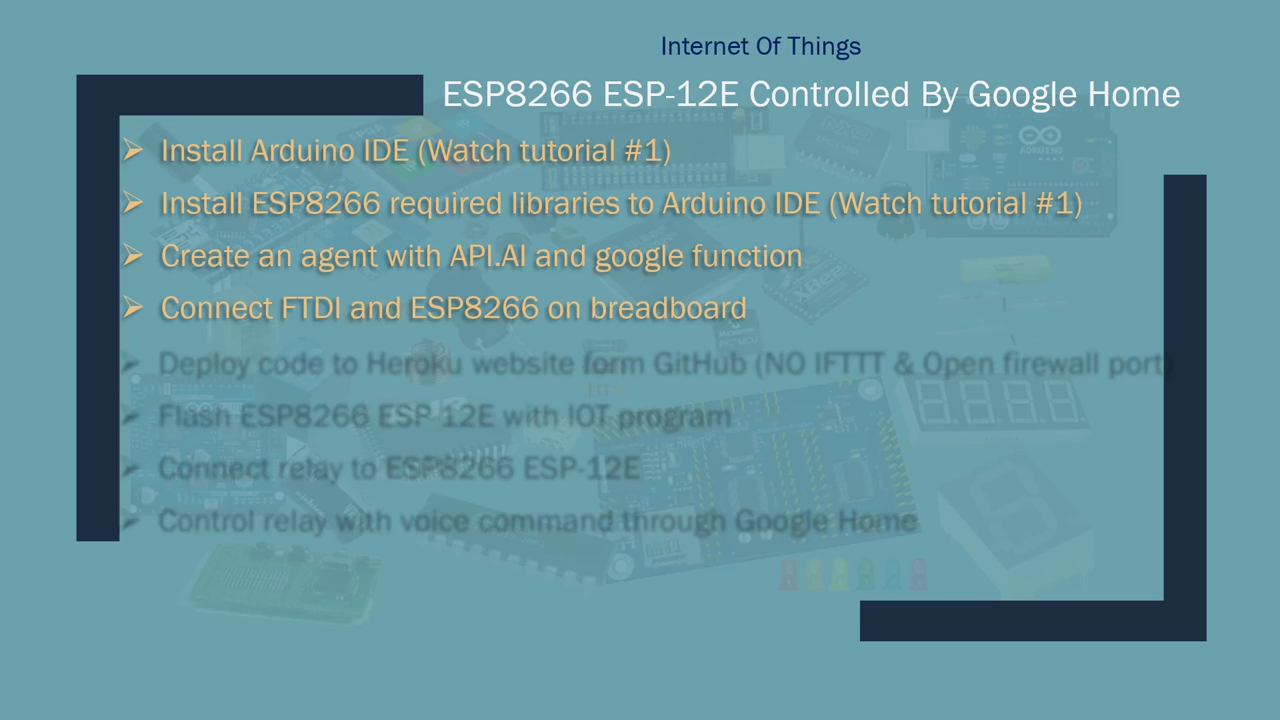 Internet Of Things
ESP8266 ESP-12E Controlled By Google Home
Install Arduino IDE (Watch tutorial #1)
Install ESP8266 required libraries to Arduino IDE (Watch tutorial #1)
Create an agent with API.AI and google function
Connect FTDI and ESP8266 on breadboard
Deploy code to Heroku website form GitHub (NO IFTTT & Open firewall port)
Flash ESP8266 ESP-12E with IOT program
Connect relay to ESP8266 ESP-12E
Control relay with voice command through Google Home
ARDUINO